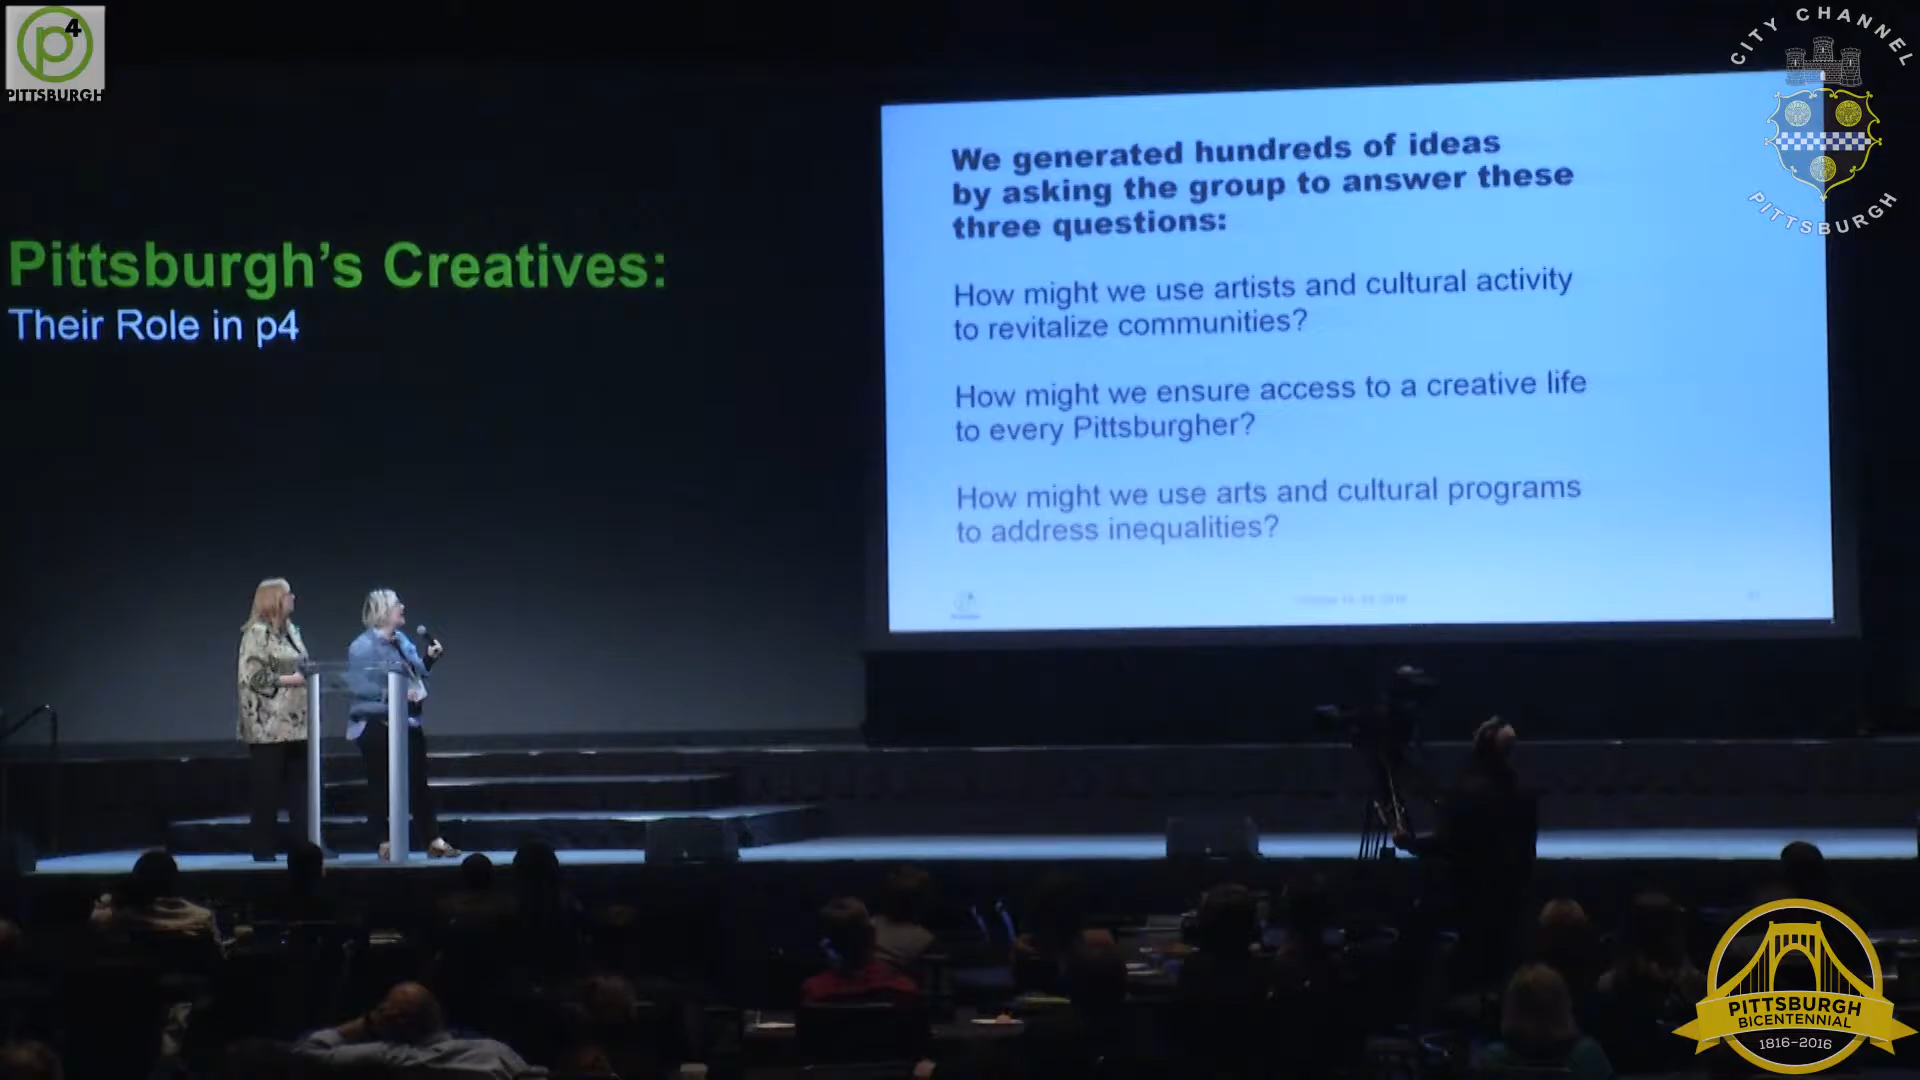 p4
PITTSBURGH
CITY CHANNEL
PITTSBURGH
Pittsburgh's Creatives:
Their Role in p4
We generated hundreds of ideas
by asking the group to answer these
three questions:
How might we use artists and cultural activity
to revitalize communities?
How might we ensure access to a creative life
to every Pittsburgher?
How might we use arts and cultural programs
to address inequalities?
PITTSBURGH
BICENTENNIAL
1816-2016